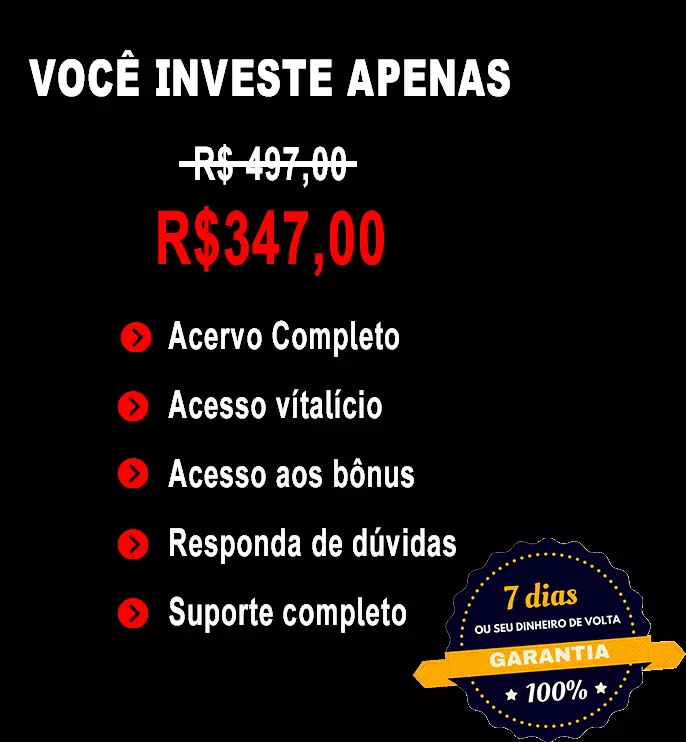 VOCÊ INVESTE APENAS
R$ 497,00
R$347,00
Acervo Completo
Acesso vítalício
Acesso aos bônus
Responda de dúvidas
Suporte completo
7 dias
OU SEU DINHEIRO DE VOLTA
GARANTIA
100%